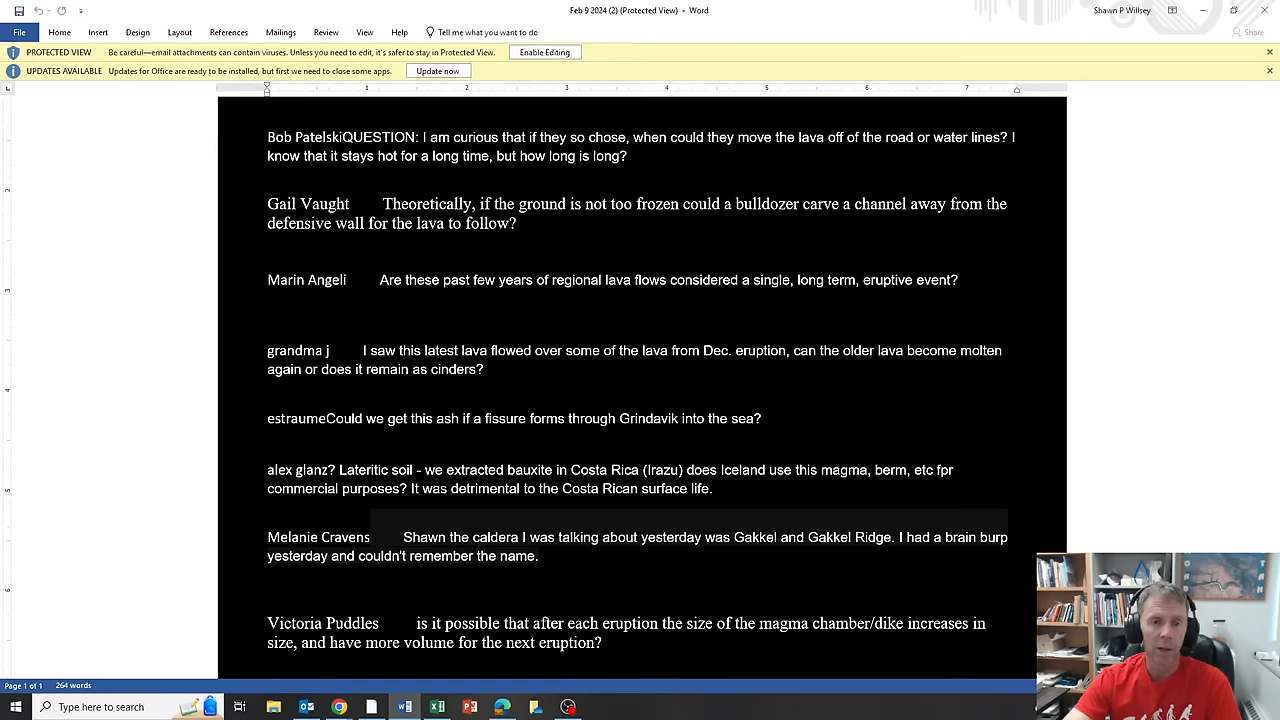 Feb 9 2024 (2) (Protected View) - Word
Shawn P Willsey
File Home Insert Design Layout References Mailings Review View Help Tell me what you want to do
Share
PROTECTED VIEW Be careful—email attachments can contain viruses. Unless you need to edit, it's safer to stay in Protected View. Enable Editing
UPDATES AVAILABLE Updates for Office are ready to be installed, but first we need to close some apps. Update now
1 2 3 4 5 6 7
Bob PatelskiQUESTION: I am curious that if they so chose, when could they move the lava off of the road or water lines? I
know that it stays hot for a long time, but how long is long?
2
Gail Vaught Theoretically, if the ground is not too frozen could a bulldozer carve a channel away from the
defensive wall for the lava to follow?
Marin Angeli Are these past few years of regional lava flows considered a single, long term, eruptive event?
3
grandma j I saw this latest lava flowed over some of the lava from Dec. eruption, can the older lava become molten
again or does it remain as cinders?
4
estraumeCould we get this ash if a fissure forms through Grindavik into the sea?
alex glanz? Lateritic soil - we extracted bauxite in Costa Rica (Irazu) does Iceland use this magma, berm, etc fpr
commercial purposes? It was detrimental to the Costa Rican surface life.
5
Melanie Cravens Shawn the caldera I was talking about yesterday was Gakkel and Gakkel Ridge. I had a brain burp
yesterday and couldn't remember the name.
6
Victoria Puddles is it possible that after each eruption the size of the magma chamber/dike increases in
size, and have more volume for the next eruption?
Page 1 of 1 264 words
Type here to search